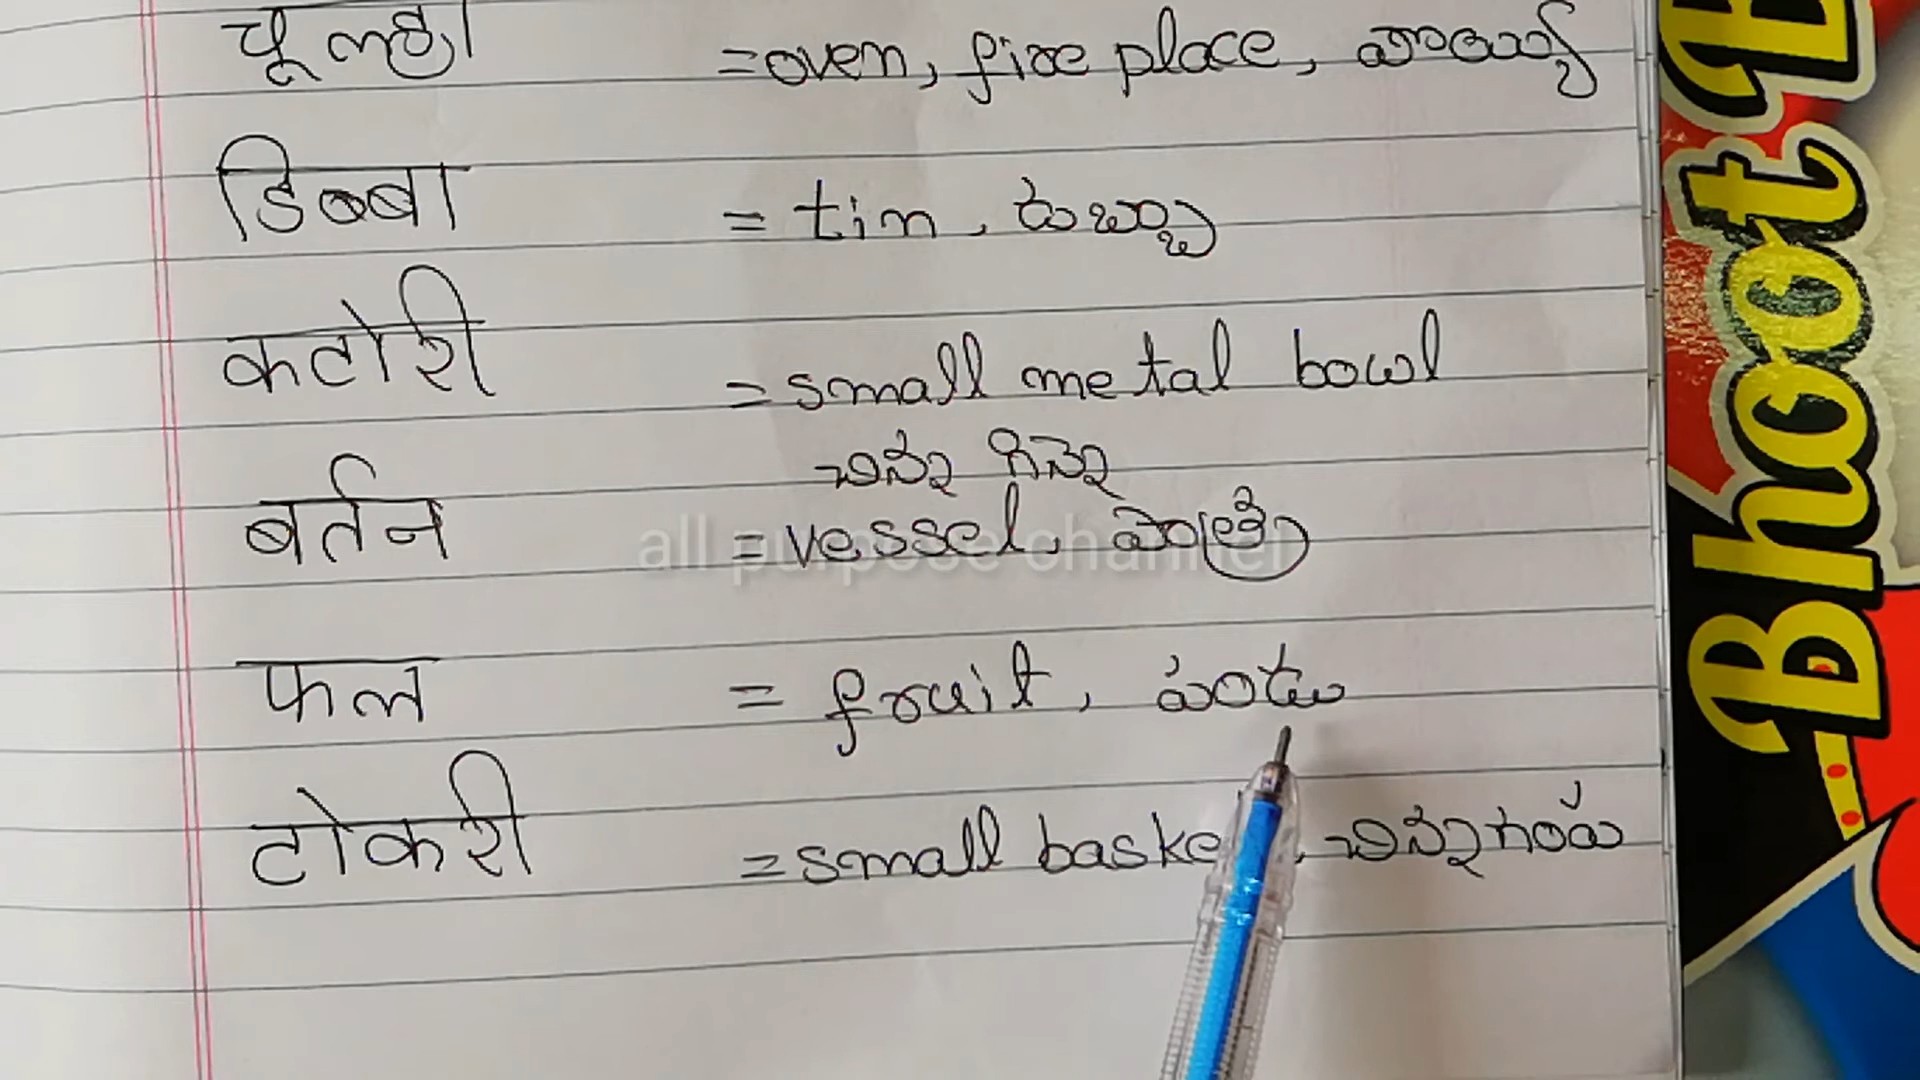 चूल्हा = oven, fire place, పొయ్యి
डिब्बा = tin, డబ్బా
कटोरी = small metal bowl
చిన్న గిన్నె
बर्तन = vessel, పాత్ర
फल = fruit, పండు
टोकरी = small basket, చిన్నగంప
all purpose channel
Bhoot B